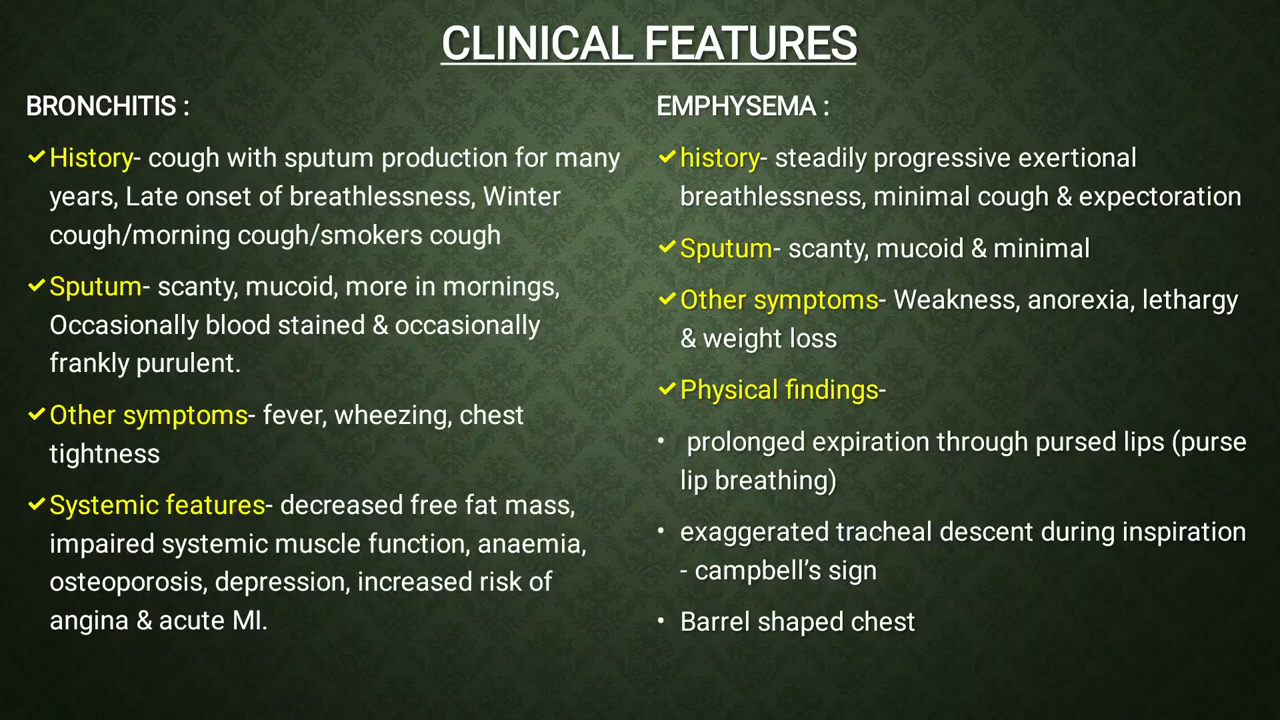 CLINICAL FEATURES
BRONCHITIS :
✓History- cough with sputum production for many
years, Late onset of breathlessness, Winter
cough/morning cough/smokers cough
✓Sputum- scanty, mucoid, more in mornings,
Occasionally blood stained & occasionally
frankly purulent.
✓Other symptoms- fever, wheezing, chest
tightness
✓Systemic features- decreased free fat mass,
impaired systemic muscle function, anaemia,
osteoporosis, depression, increased risk of
angina & acute MI.
EMPHYSEMA :
✓history- steadily progressive exertional
breathlessness, minimal cough & expectoration
✓Sputum- scanty, mucoid & minimal
✓Other symptoms- Weakness, anorexia, lethargy
& weight loss
✓Physical findings-
• prolonged expiration through pursed lips (purse
lip breathing)
• exaggerated tracheal descent during inspiration
- campbell’s sign
• Barrel shaped chest